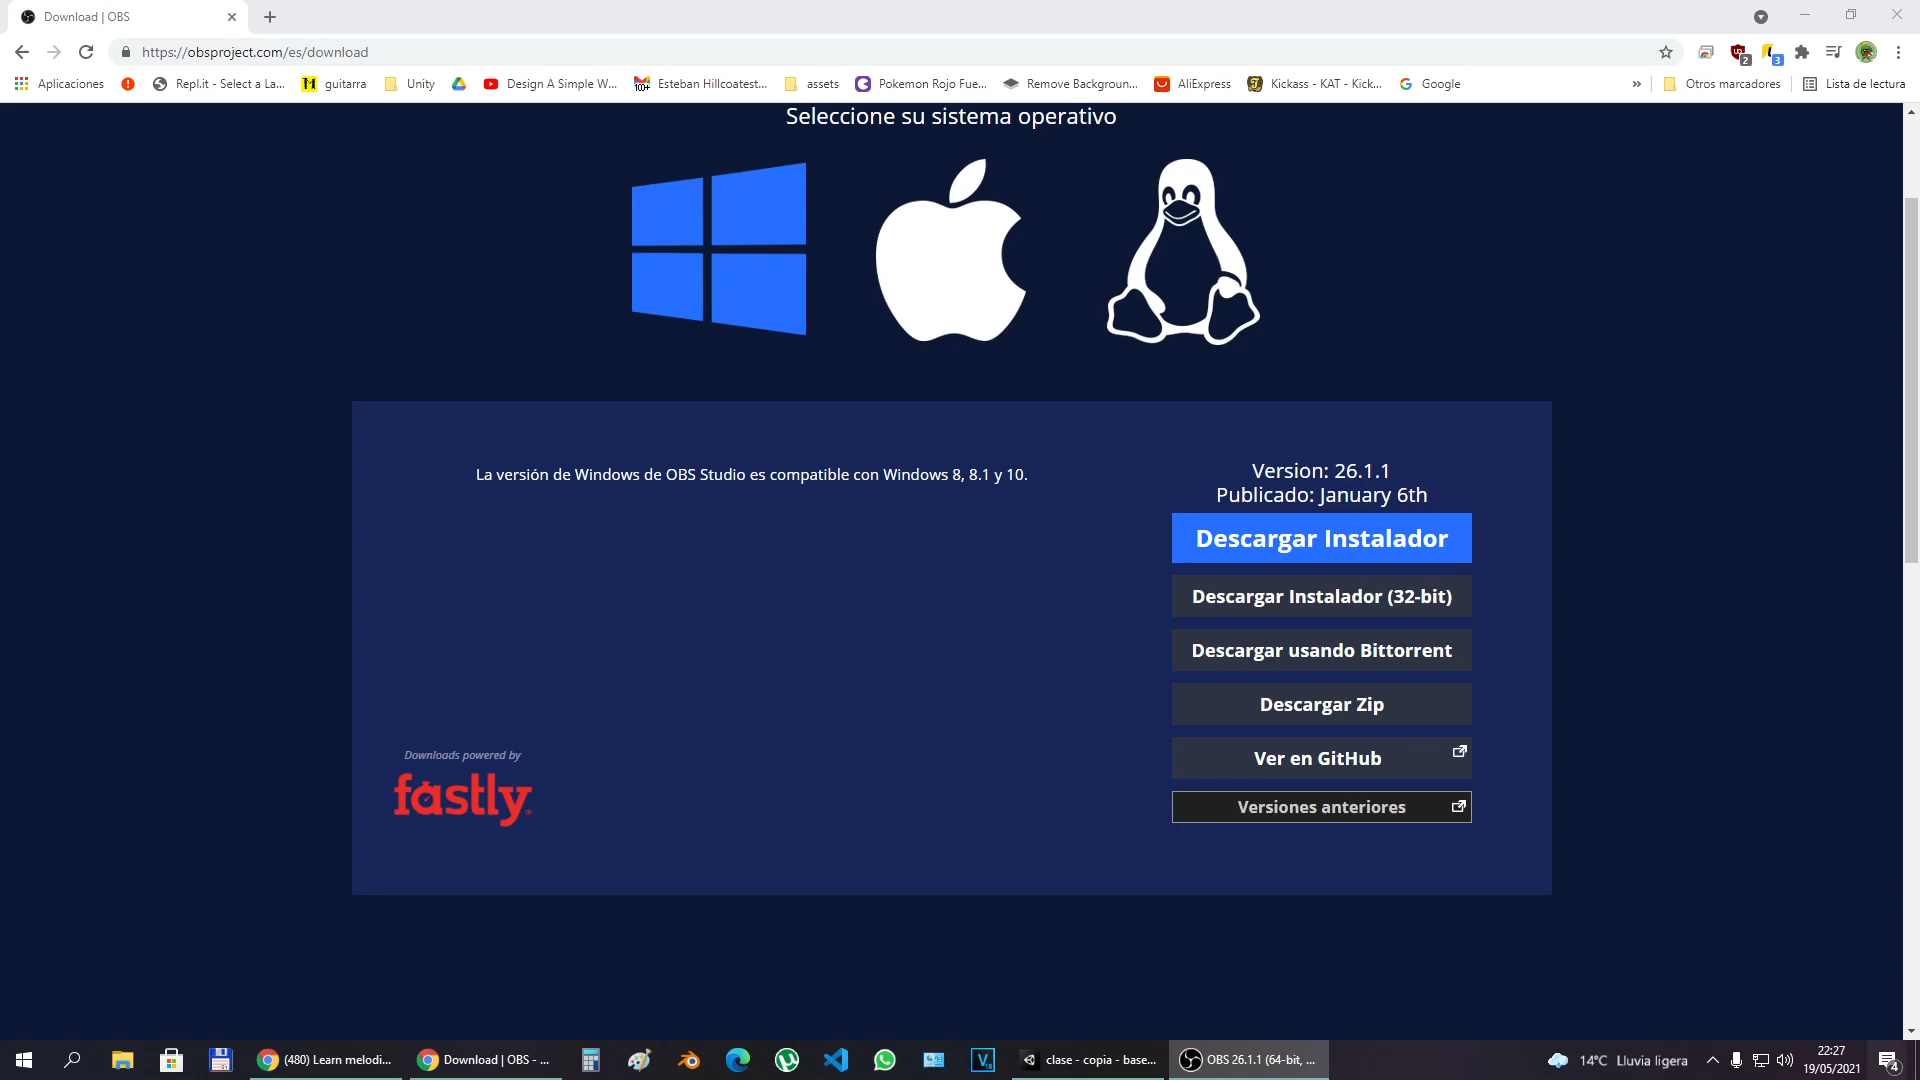 Download | OBS
https://obsproject.com/es/download
2
3
Aplicaciones
Repl.it - Select a La...
guitarra
Unity
Design A Simple W...
100+
Esteban Hillcoatest...
assets
Pokemon Rojo Fue...
Remove Backgroun...
AliExpress
Kickass - KAT - Kick...
Google
»
Otros marcadores
Lista de lectura
Seleccione su sistema operativo
La versión de Windows de OBS Studio es compatible con Windows 8, 8.1 y 10.
Version: 26.1.1
Publicado: January 6th
Descargar Instalador
Descargar Instalador (32-bit)
Descargar usando Bittorrent
Descargar Zip
Ver en GitHub
Versiones anteriores
Downloads powered by
fastly
(480) Learn melodi...
Download | OBS - ...
clase - copia - base...
OBS 26.1.1 (64-bit, ...
14°C Lluvia ligera
22:27
19/05/2021
4